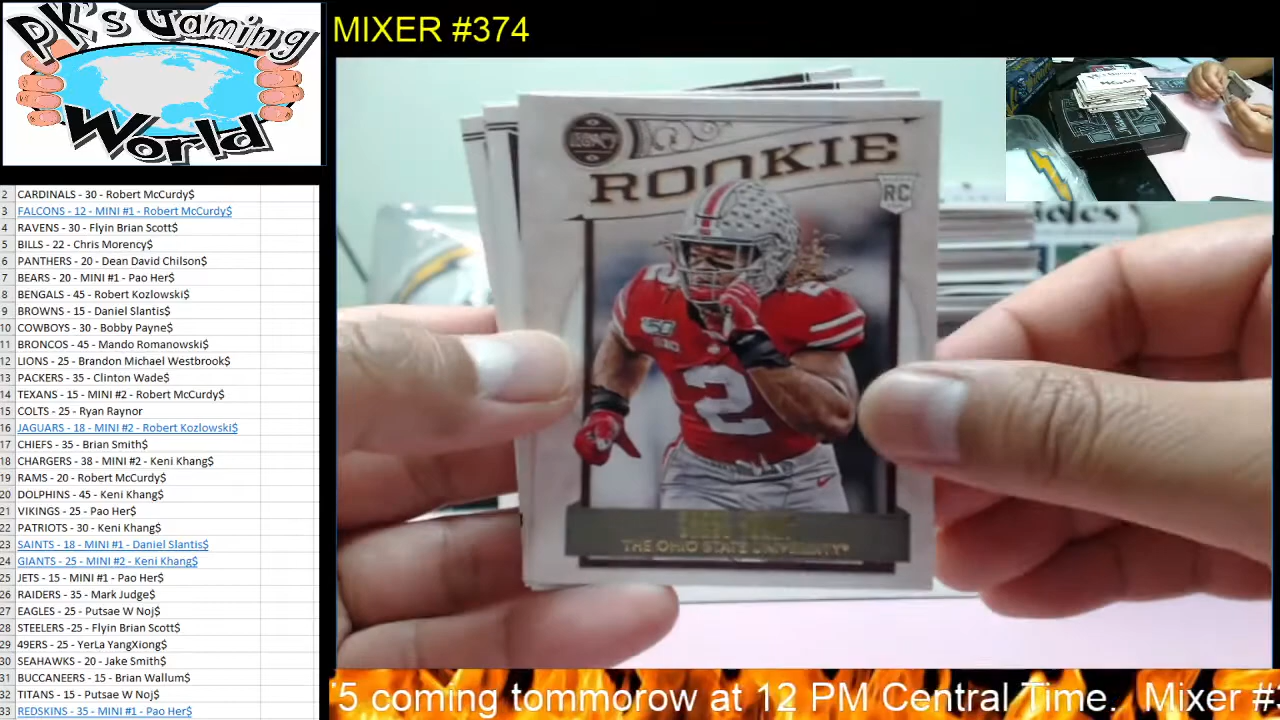 PK's Gaming
World
MIXER #374
2 CARDINALS - 30 - Robert McCurdy$
3 FALCONS - 12 - MINI #1 - Robert McCurdy$
4 RAVENS - 30 - Flyin Brian Scott$
5 BILLS - 22 - Chris Morency$
6 PANTHERS - 20 - Dean David Chilson$
7 BEARS - 20 - MINI #1 - Pao Her$
8 BENGALS - 45 - Robert Kozlowski$
9 BROWNS - 15 - Daniel Slantis$
10 COWBOYS - 30 - Bobby Payne$
11 BRONCOS - 45 - Mando Romanowski$
12 LIONS - 25 - Brandon Michael Westbrook$
13 PACKERS - 35 - Clinton Wade$
14 TEXANS - 15 - MINI #2 - Robert McCurdy$
15 COLTS - 25 - Ryan Raynor
16 JAGUARS - 18 - MINI #2 - Robert Kozlowski$
17 CHIEFS - 35 - Brian Smith$
18 CHARGERS - 38 - MINI #2 - Keni Khang$
19 RAMS - 20 - Robert McCurdy$
20 DOLPHINS - 45 - Keni Khang$
21 VIKINGS - 25 - Pao Her$
22 PATRIOTS - 30 - Keni Khang$
23 SAINTS - 18 - MINI #1 - Daniel Slantis$
24 GIANTS - 25 - MINI #2 - Keni Khang$
25 JETS - 15 - MINI #1 - Pao Her$
26 RAIDERS - 35 - Mark Judge$
27 EAGLES - 25 - Putsae W Noj$
28 STEELERS -25 - Flyin Brian Scott$
29 49ERS - 25 - YerLa YangXiong$
30 SEAHAWKS - 20 - Jake Smith$
31 BUCCANEERS - 15 - Brian Wallum$
32 TITANS - 15 - Putsae W Noj$
33 REDSKINS - 35 - MINI #1 - Pao Her$
LEGACY
ROOKIE
RC
2
150
2
THE OHIO STATE UNIVERSITY
5 coming tommorow at 12 PM Central Time. Mixer #